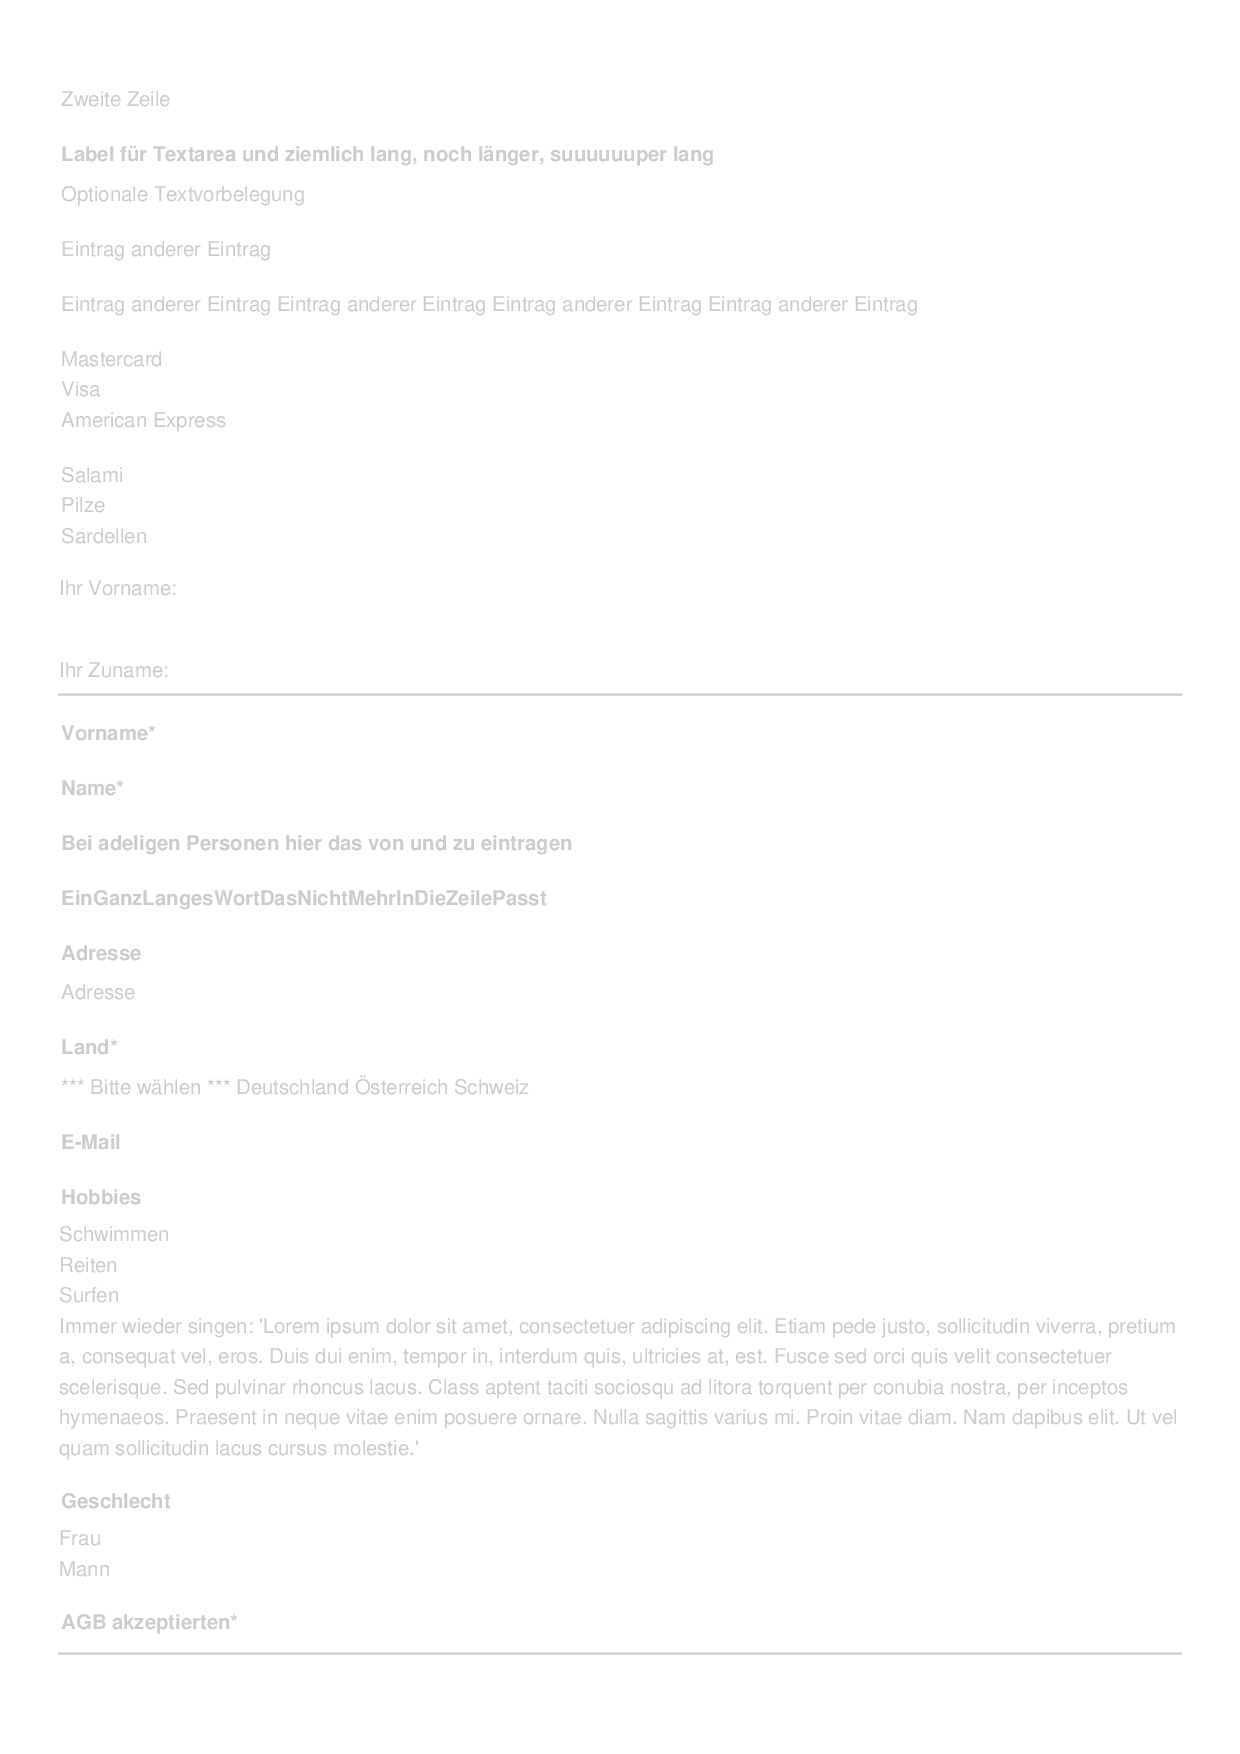 Zweite Zeile
Label für Textarea und ziemlich lang, noch länger, suuuuuuper lang
Optionale Textvorbelegung
Eintrag anderer Eintrag
Eintrag anderer Eintrag Eintrag anderer Eintrag Eintrag anderer Eintrag Eintrag anderer Eintrag
Mastercard
Visa
American Express
Salami
Pilze
Sardellen
Ihr Vorname:
Ihr Zuname:
Vorname*
Name*
Bei adeligen Personen hier das von und zu eintragen
EinGanzLangesWortDasNichtMehrInDieZeilePasst
Adresse
Adresse
Land*
*** Bitte wählen *** Deutschland Österreich Schweiz
E-Mail
Hobbies
Schwimmen
Reiten
Surfen
Immer wieder singen: 'Lorem ipsum dolor sit amet, consectetuer adipiscing elit. Etiam pede justo, sollicitudin viverra, pretium
a, consequat vel, eros. Duis dui enim, tempor in, interdum quis, ultricies at, est. Fusce sed orci quis velit consectetuer
scelerisque. Sed pulvinar rhoncus lacus. Class aptent taciti sociosqu ad litora torquent per conubia nostra, per inceptos
hymenaeos. Praesent in neque vitae enim posuere ornare. Nulla sagittis varius mi. Proin vitae diam. Nam dapibus elit. Ut vel
quam sollicitudin lacus cursus molestie.'
Geschlecht
Frau
Mann
AGB akzeptierten*